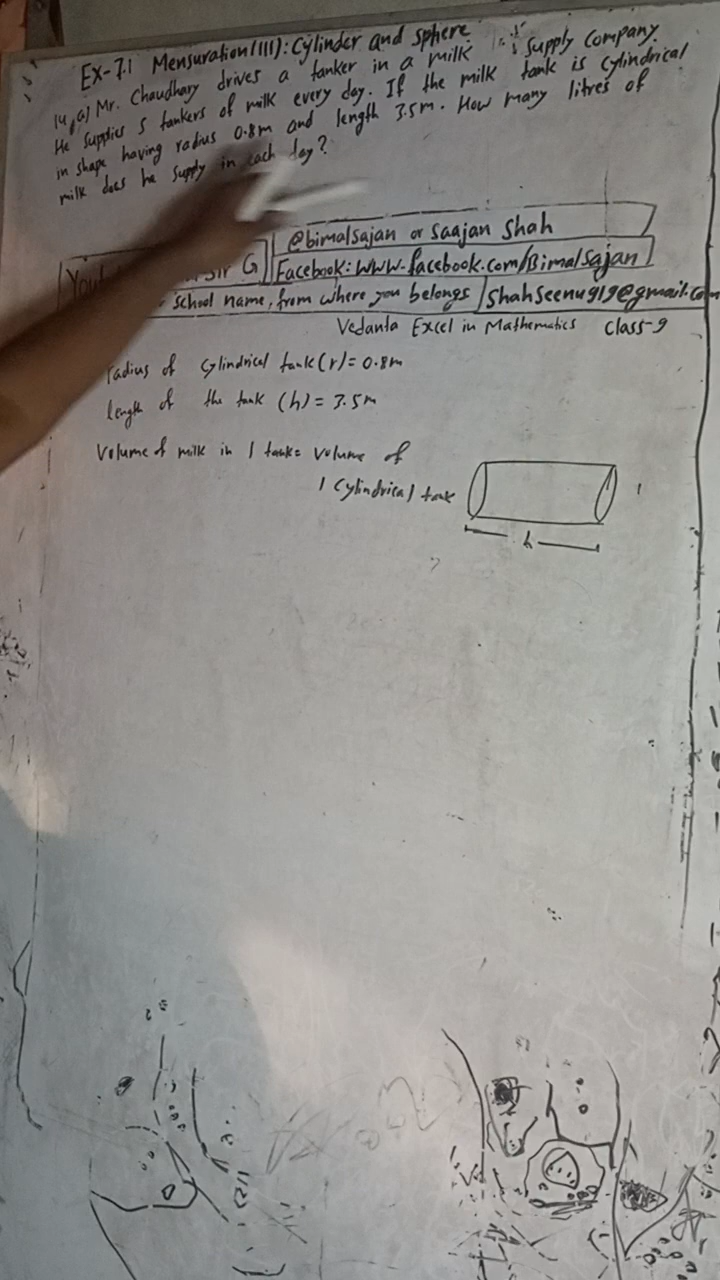 Ex-7.1 Mensuration(III): Cylinder and Sphere
14,a) Mr. Chaudhary drives a tanker in a milk supply company.
He supplies 5 tankers of milk every day. If the milk tank is cylindrical
in shape having radius 0.8m and length 3.5m. How many litres of
milk does he supply in each day?
@bimalsajan or Saajan Shah
Sir G Facebook: www.facebook.com/Bimalsajan
school name, from where you belongs shahseenu919@gmail.com
Vedanta Excel in Mathematics Class-9
radius of cylindrical tank(r)=0.8m
length of the tank (h)=3.5m
Volume of milk in 1 tank= Volume of
1 Cylindrical tank
h